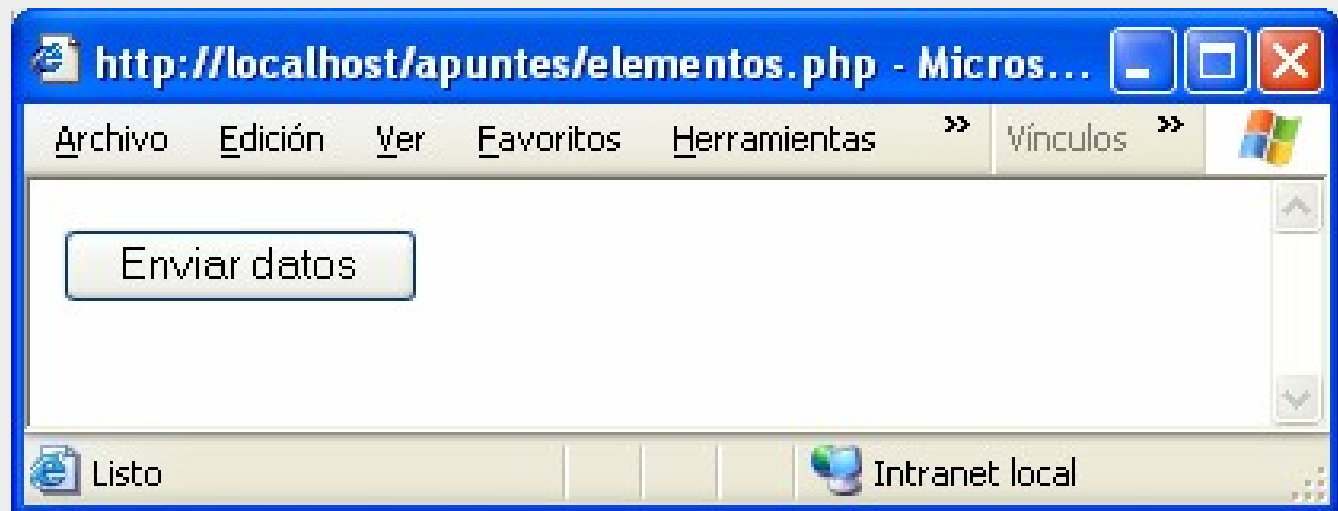 http://localhost/apuntes/elementos.php - Micros...
Archivo Edición Ver Favoritos Herramientas » Vínculos »
Enviar datos
Listo Intranet local